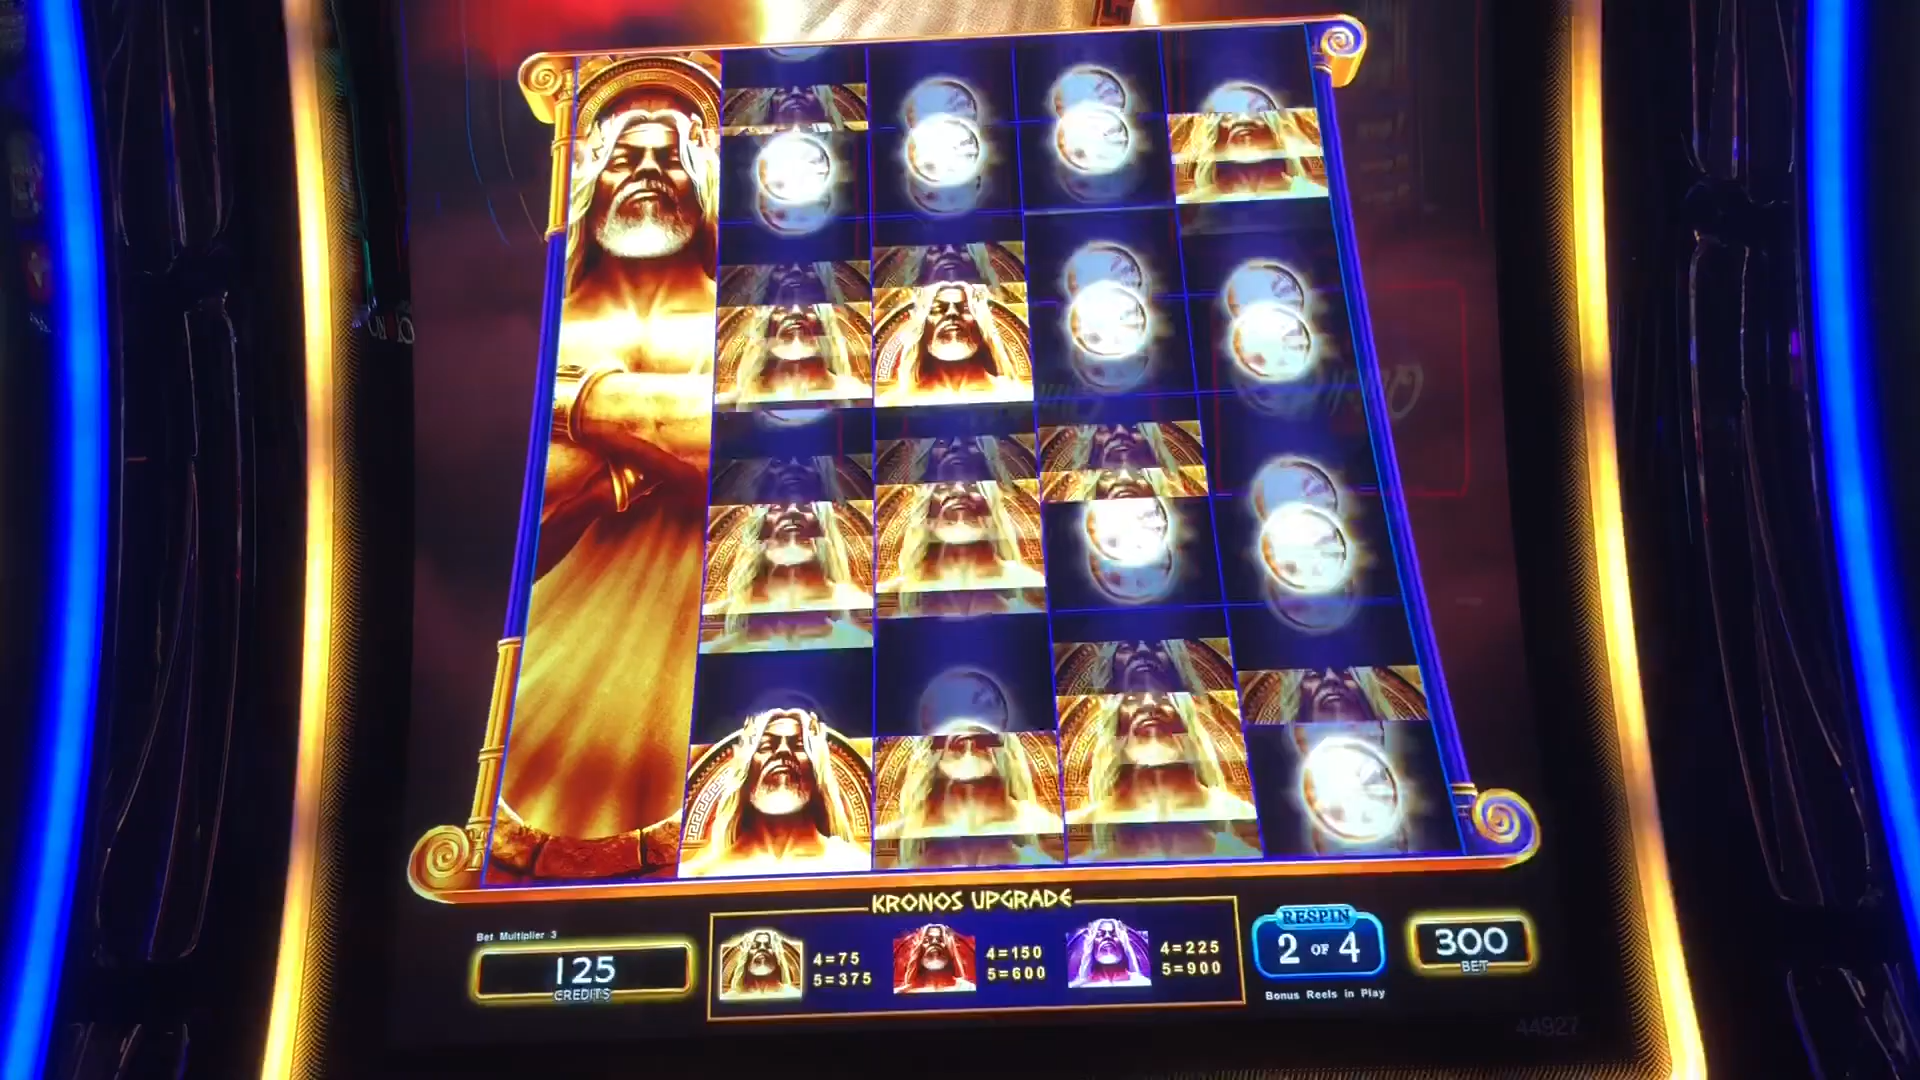 KRONOS UPGRADE
Bet Multiplier 3
125
CREDITS
4=75
5=375
4=150
5=600
4=225
5=900
RESPIN
2 OF 4
Bonus Reels in Play
300
BET
44927